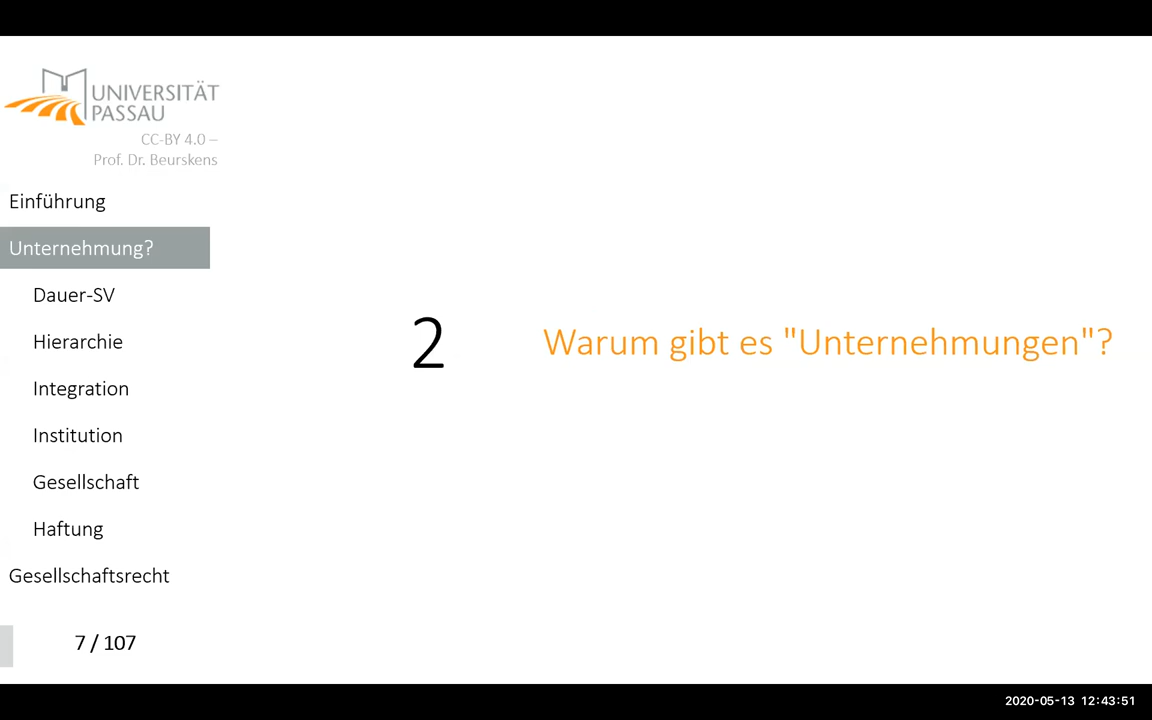 UNIVERSITÄT
PASSAU
CC-BY 4.0 –
Prof. Dr. Beurskens
Einführung
Unternehmung?
Dauer-SV
Hierarchie
Integration
Institution
Gesellschaft
Haftung
Gesellschaftsrecht
7 / 107
2
Warum gibt es "Unternehmungen"?
2020-05-13 12:43:51